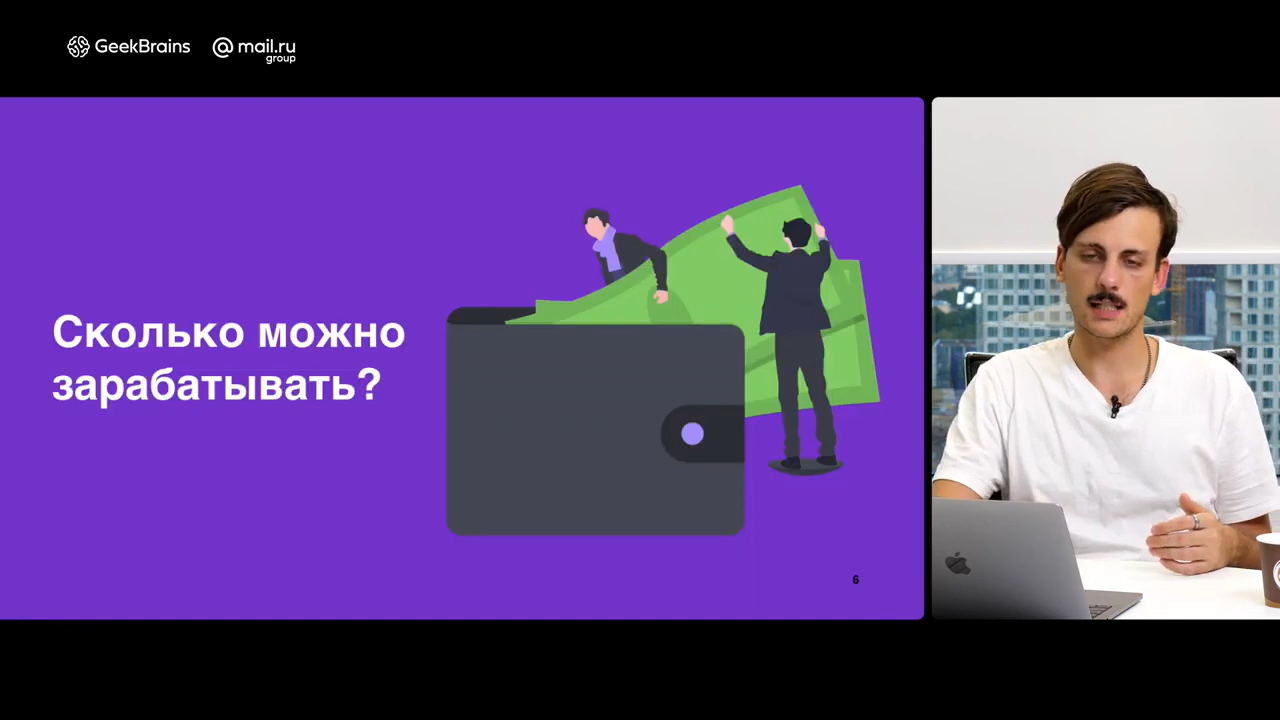 GeekBrains
@mail.ru
group
Сколько можно
зарабатывать?
6